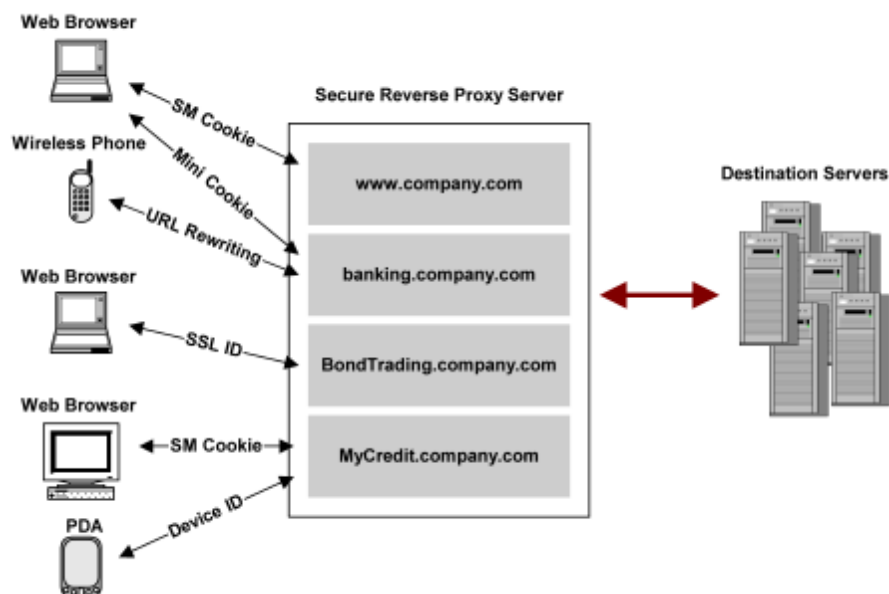 Web Browser
SM Cookie
Secure Reverse Proxy Server
Wireless Phone
Mini Cookie
www.company.com
Destination Servers
URL Rewriting
banking.company.com
Web Browser
SSL ID
BondTrading.company.com
Web Browser
SM Cookie
MyCredit.company.com
Device ID
PDA